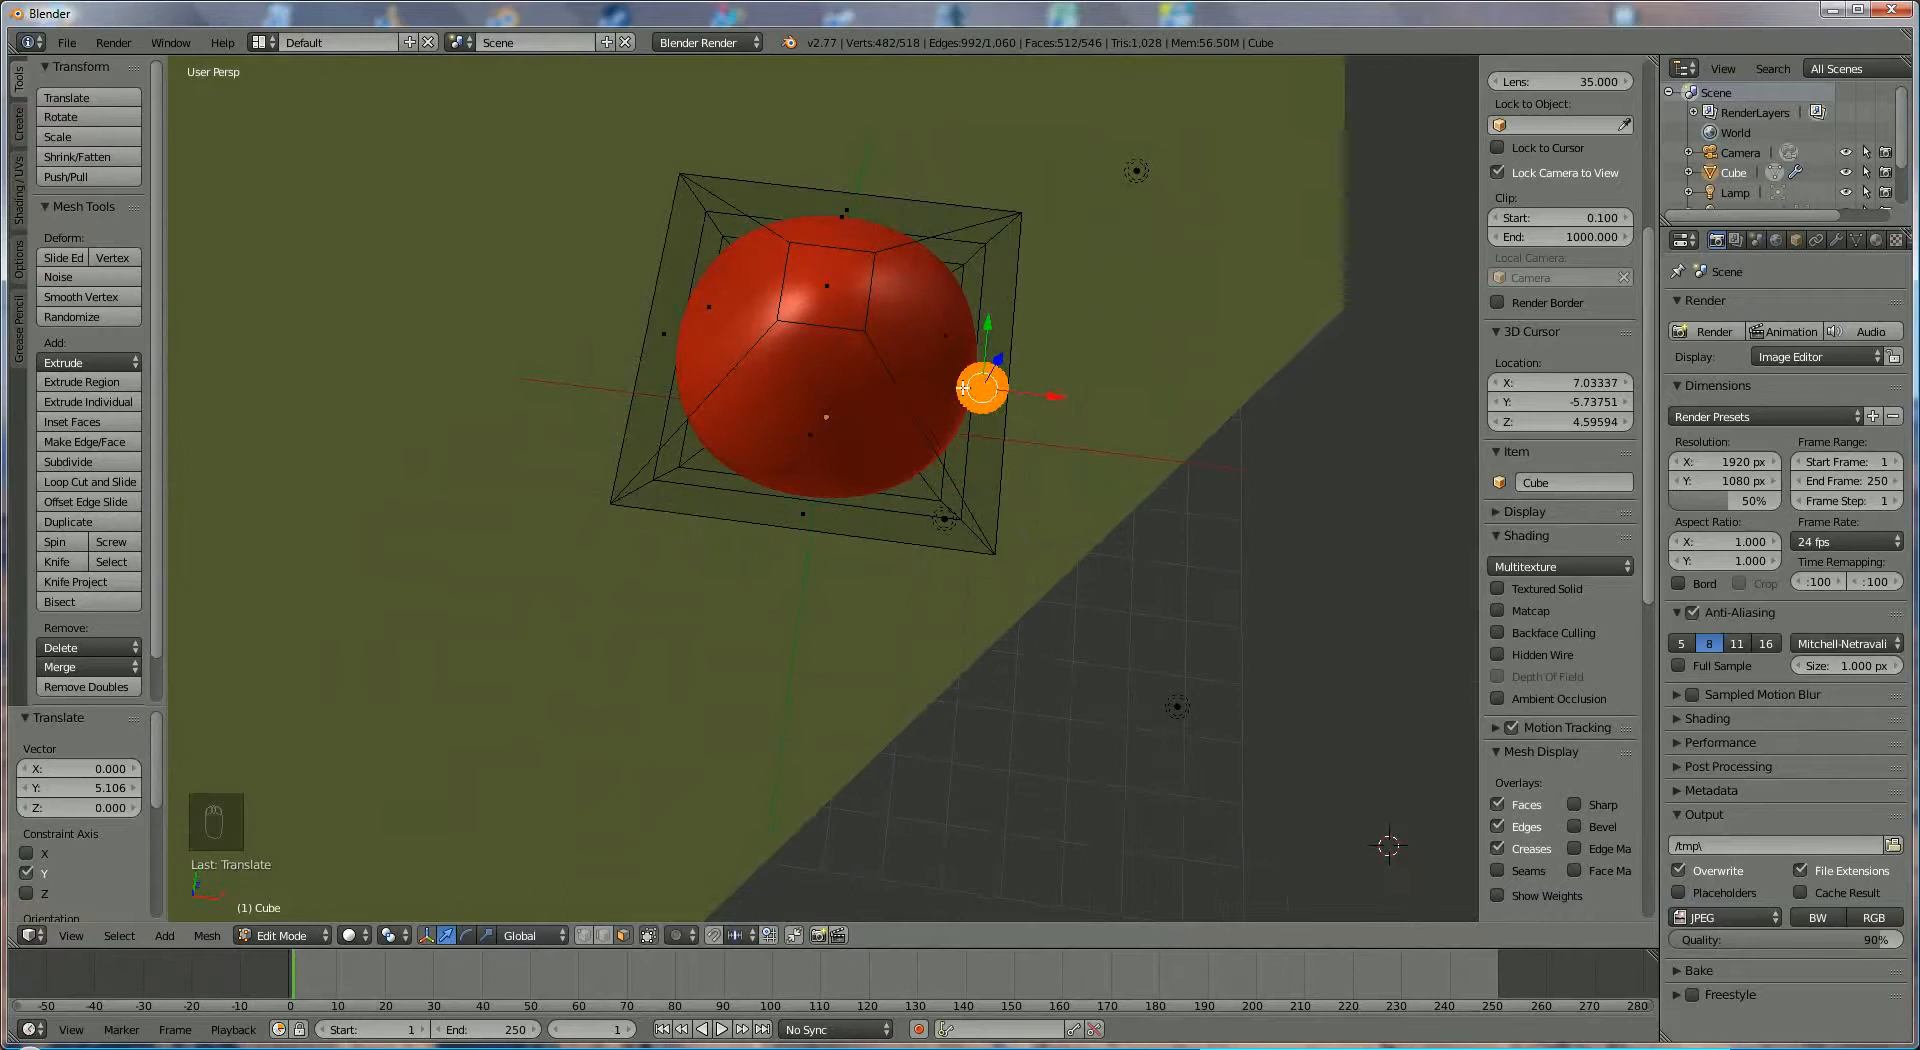 Blender
File Render Window Help Default Scene Blender Render v2.77 | Verts:482/518 | Edges:992/1,060 | Faces:512/546 | Tris:1,028 | Mem:56.50M | Cube
Tools
Create
Shading / UVs
Options
Grease Pencil
Transform
Translate
Rotate
Scale
Shrink/Fatten
Push/Pull
Mesh Tools
Deform:
Slide Ed Vertex
Noise
Smooth Vertex
Randomize
Add:
Extrude
Extrude Region
Extrude Individual
Inset Faces
Make Edge/Face
Subdivide
Loop Cut and Slide
Offset Edge Slide
Duplicate
Spin Screw
Knife Select
Knife Project
Bisect
Remove:
Delete
Merge
Remove Doubles
Translate
Vector
X: 0.000
Y: 5.106
Z: 0.000
Constraint Axis
X
Y
Z
Orientation
User Persp
Last: Translate
(1) Cube
Lens: 35.000
Lock to Object:
Lock to Cursor
Lock Camera to View
Clip:
Start: 0.100
End: 1000.000
Local Camera:
Camera
Render Border
3D Cursor
Location:
X: 7.03337
Y: -5.73751
Z: 4.59594
Item
Cube
Display
Shading
Multitexture
Textured Solid
Matcap
Backface Culling
Hidden Wire
Depth Of Field
Ambient Occlusion
Motion Tracking
Mesh Display
Overlays:
Faces Sharp
Edges Bevel
Creases Edge Ma
Seams Face Ma
Show Weights
View Search All Scenes
Scene
RenderLayers
World
Camera
Cube
Lamp
Scene
Render
Render Animation Audio
Display: Image Editor
Dimensions
Render Presets
Resolution: Frame Range:
X: 1920 px Start Frame: 1
Y: 1080 px End Frame: 250
50% Frame Step: 1
Aspect Ratio: Frame Rate:
X: 1.000 24 fps
Y: 1.000 Time Remapping:
Bord Crop :100 :100
Anti-Aliasing
5 8 11 16 Mitchell-Netravali
Full Sample Size: 1.000 px
Sampled Motion Blur
Shading
Performance
Post Processing
Metadata
Output
/tmp\
Overwrite File Extensions
Placeholders Cache Result
JPEG BW RGB
Quality: 90%
Bake
Freestyle
View Select Add Mesh Edit Mode Global
-50 -40 -30 -20 -10 0 10 20 30 40 50 60 70 80 90 100 110 120 130 140 150 160 170 180 190 200 210 220 230 240 250 260 270 280
View Marker Frame Playback Start: 1 End: 250 1 No Sync